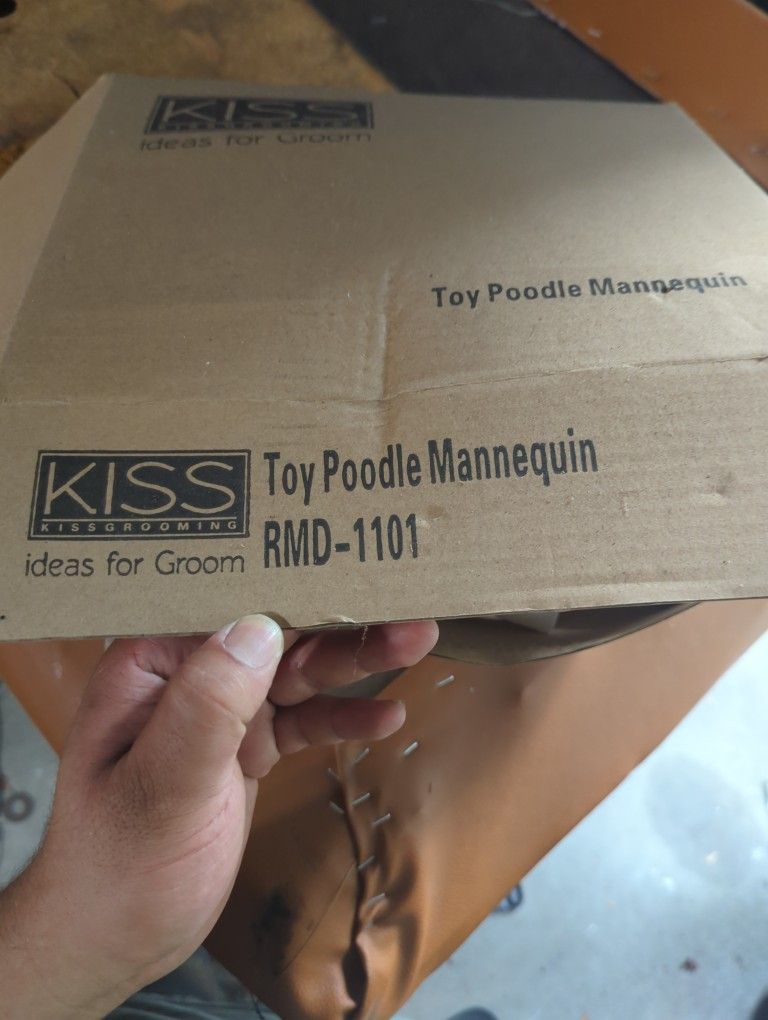 KISS
ideas for Groom
Toy Poodle Mannequin
KISS
KISSGROOMING
ideas for Groom
Toy Poodle Mannequin
RMD-1101